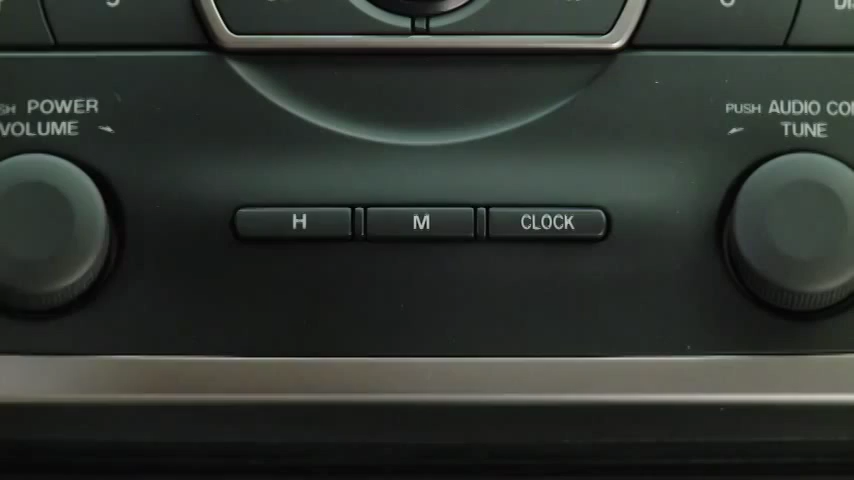 POWER
VOLUME
PUSH AUDIO
TUNE
H
M
CLOCK